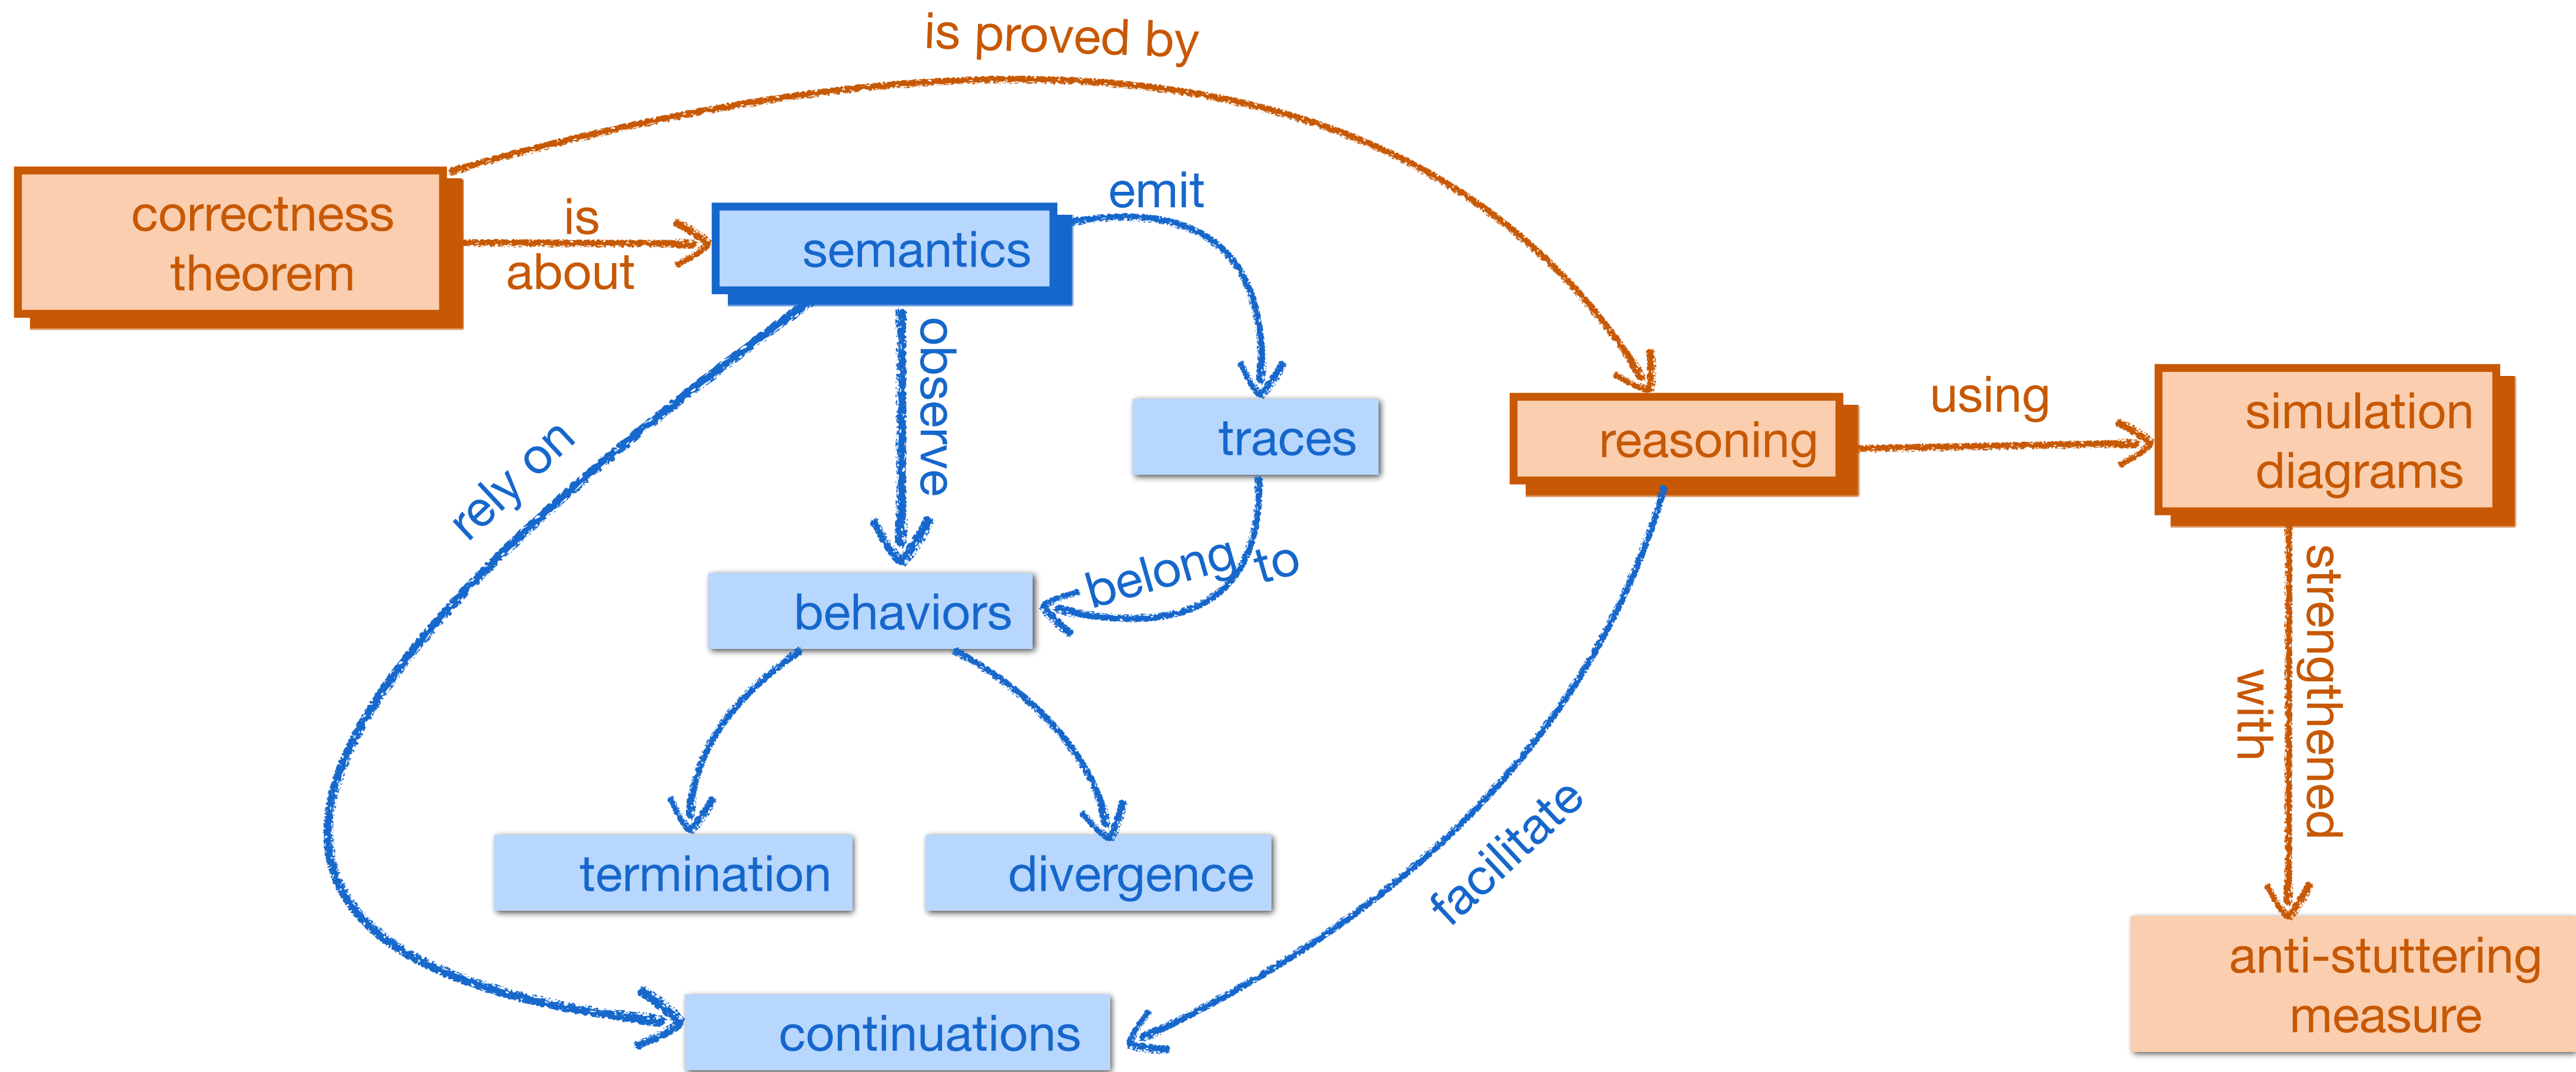 is proved by
correctness
theorem
is
about
semantics
emit
observe
rely on
traces
reasoning
using
simulation
diagrams
belong to
behaviors
strengthened
with
termination
divergence
facilitate
continuations
anti-stuttering
measure